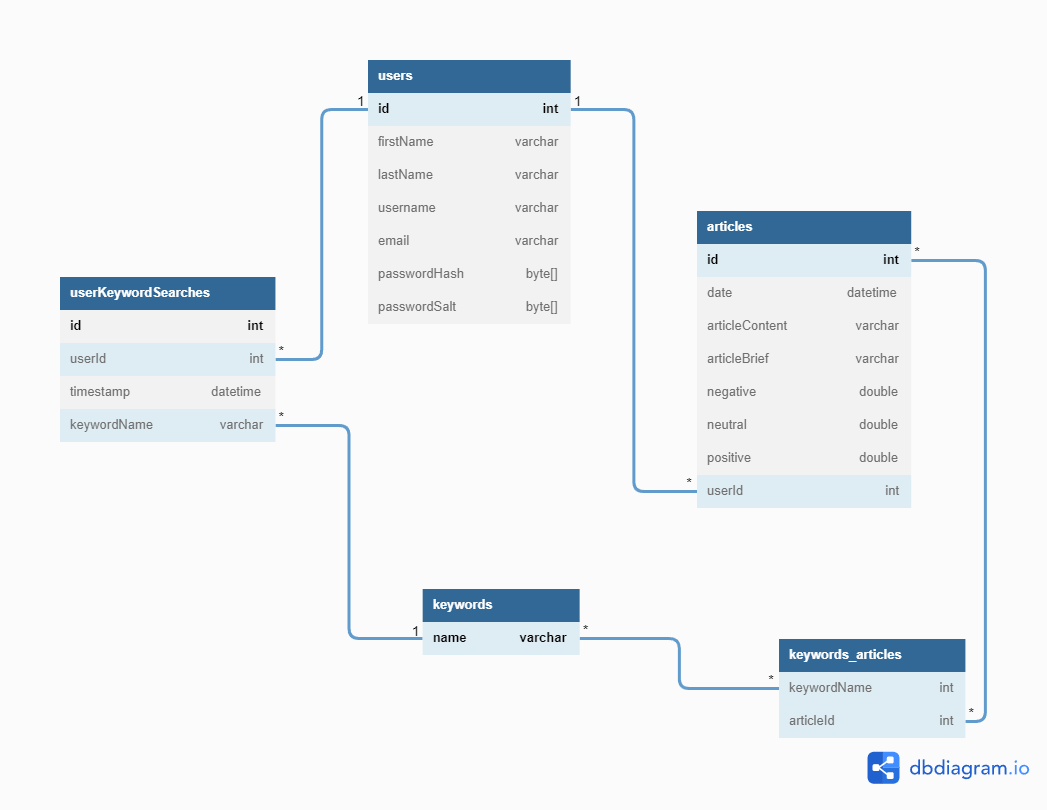 users
1 id int 1
firstName varchar
lastName varchar
username varchar
email varchar
passwordHash byte[]
passwordSalt byte[]
articles
id int *
date datetime
articleContent varchar
articleBrief varchar
negative double
neutral double
positive double
* userId int
userKeywordSearches
id int
userId int *
timestamp datetime
keywordName varchar *
keywords
1 name varchar *
keywords_articles
* keywordName int
articleId int *
dbdiagram.io